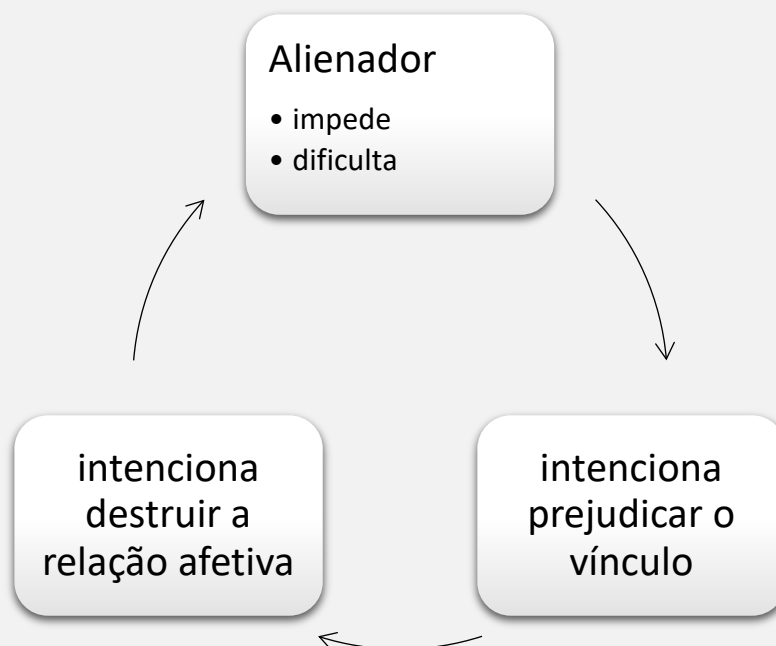 Alienador
• impede
• dificulta
intenciona
prejudicar o
vínculo
intenciona
destruir a
relação afetiva